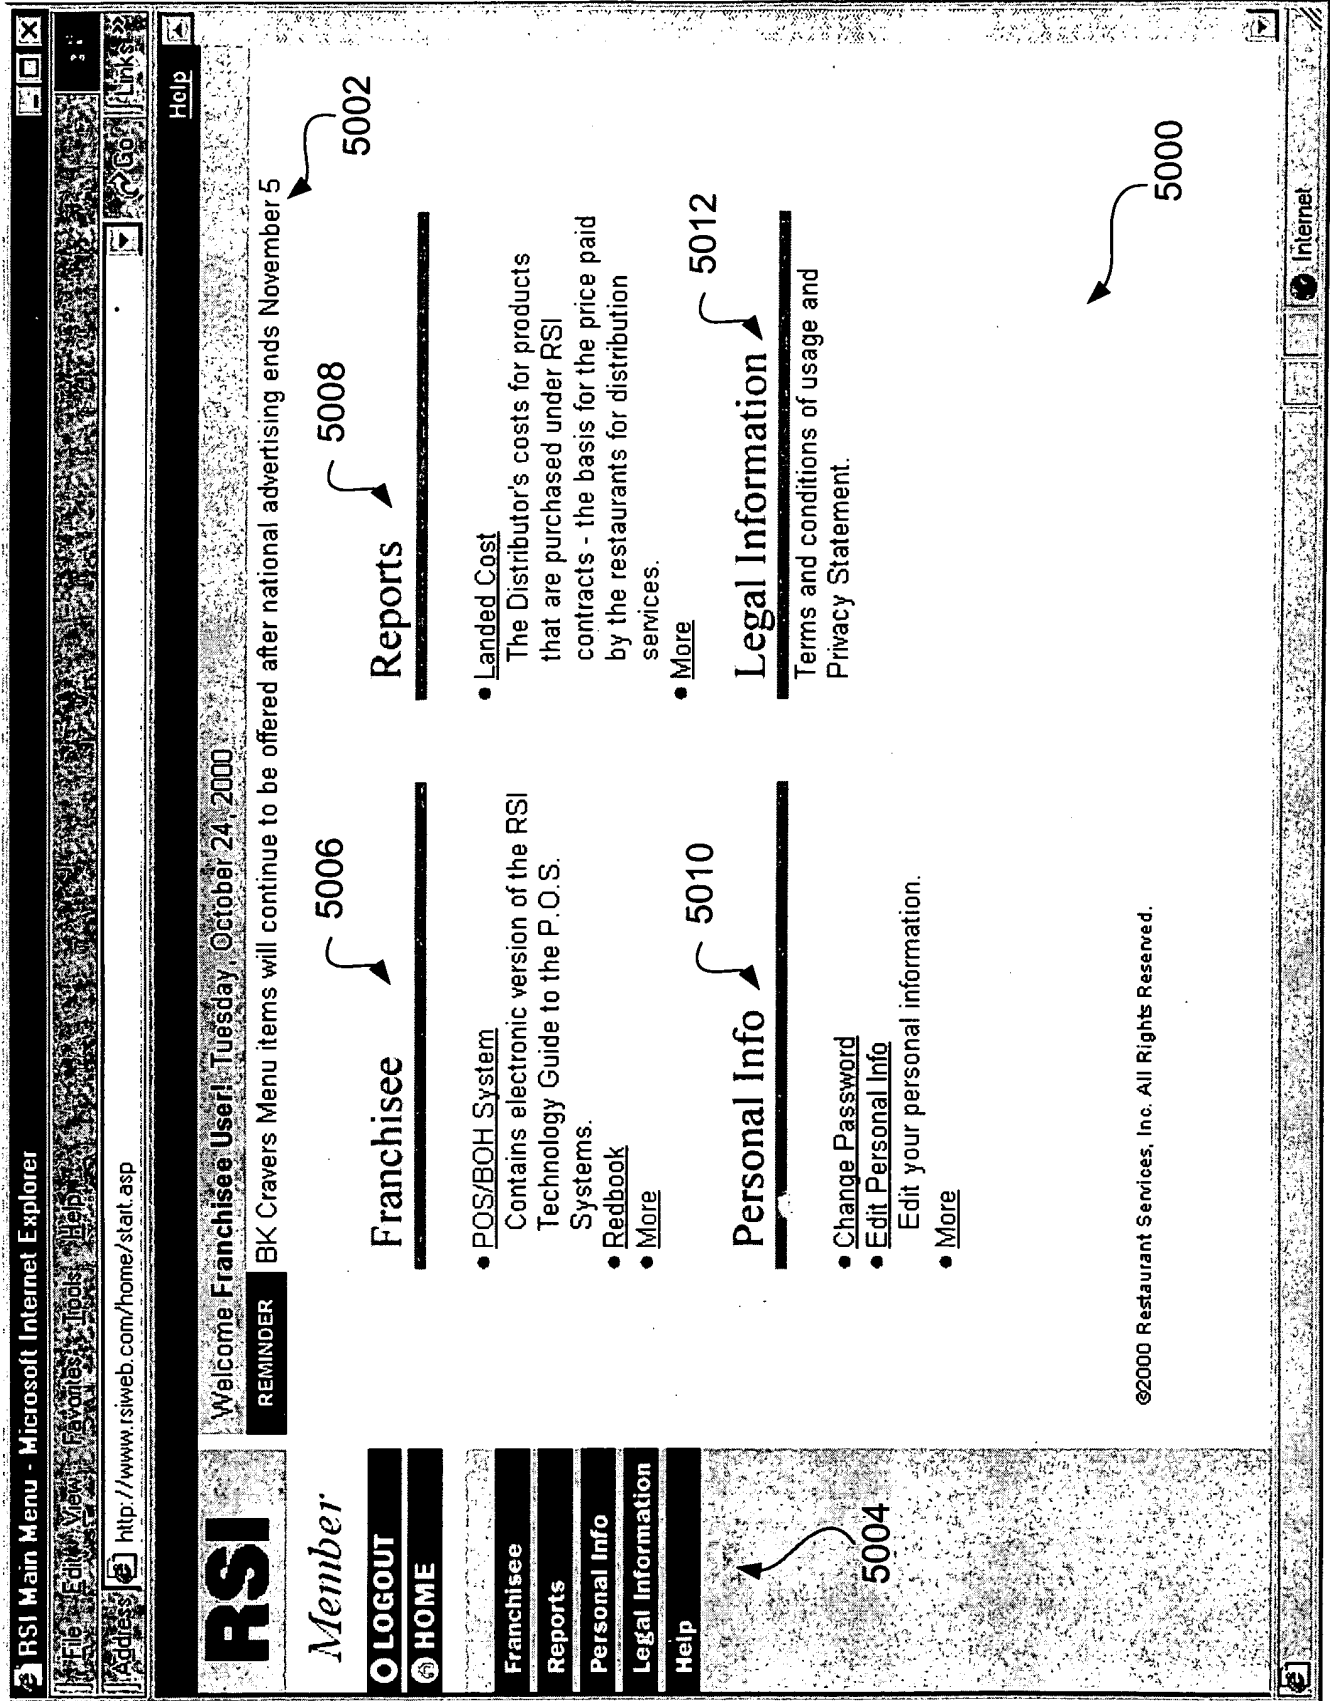 RSI Main Menu - Microsoft Internet Explorer
File Edit View Favorites Tools Help
Address http://www.rsiweb.com/home/start.asp Go Links »
Help
RSI
Welcome Franchisee User! Tuesday, October 24, 2000
REMINDER BK Cravers Menu items will continue to be offered after national advertising ends November 5
5002
Member
LOGOUT
HOME
Franchisee
Reports
Personal Info
Legal Information
Help
5004
5006
Franchisee
• POS/BOH System
Contains electronic version of the RSI
Technology Guide to the P.O.S.
Systems.
• Redbook
• More
5008
Reports
• Landed Cost
The Distributor's costs for products
that are purchased under RSI
contracts - the basis for the price paid
by the restaurants for distribution
services.
• More
5010
Personal Info
• Change Password
• Edit Personal Info
Edit your personal information.
• More
5012
Legal Information
Terms and conditions of usage and
Privacy Statement.
5000
©2000 Restaurant Services, Inc. All Rights Reserved.
Internet